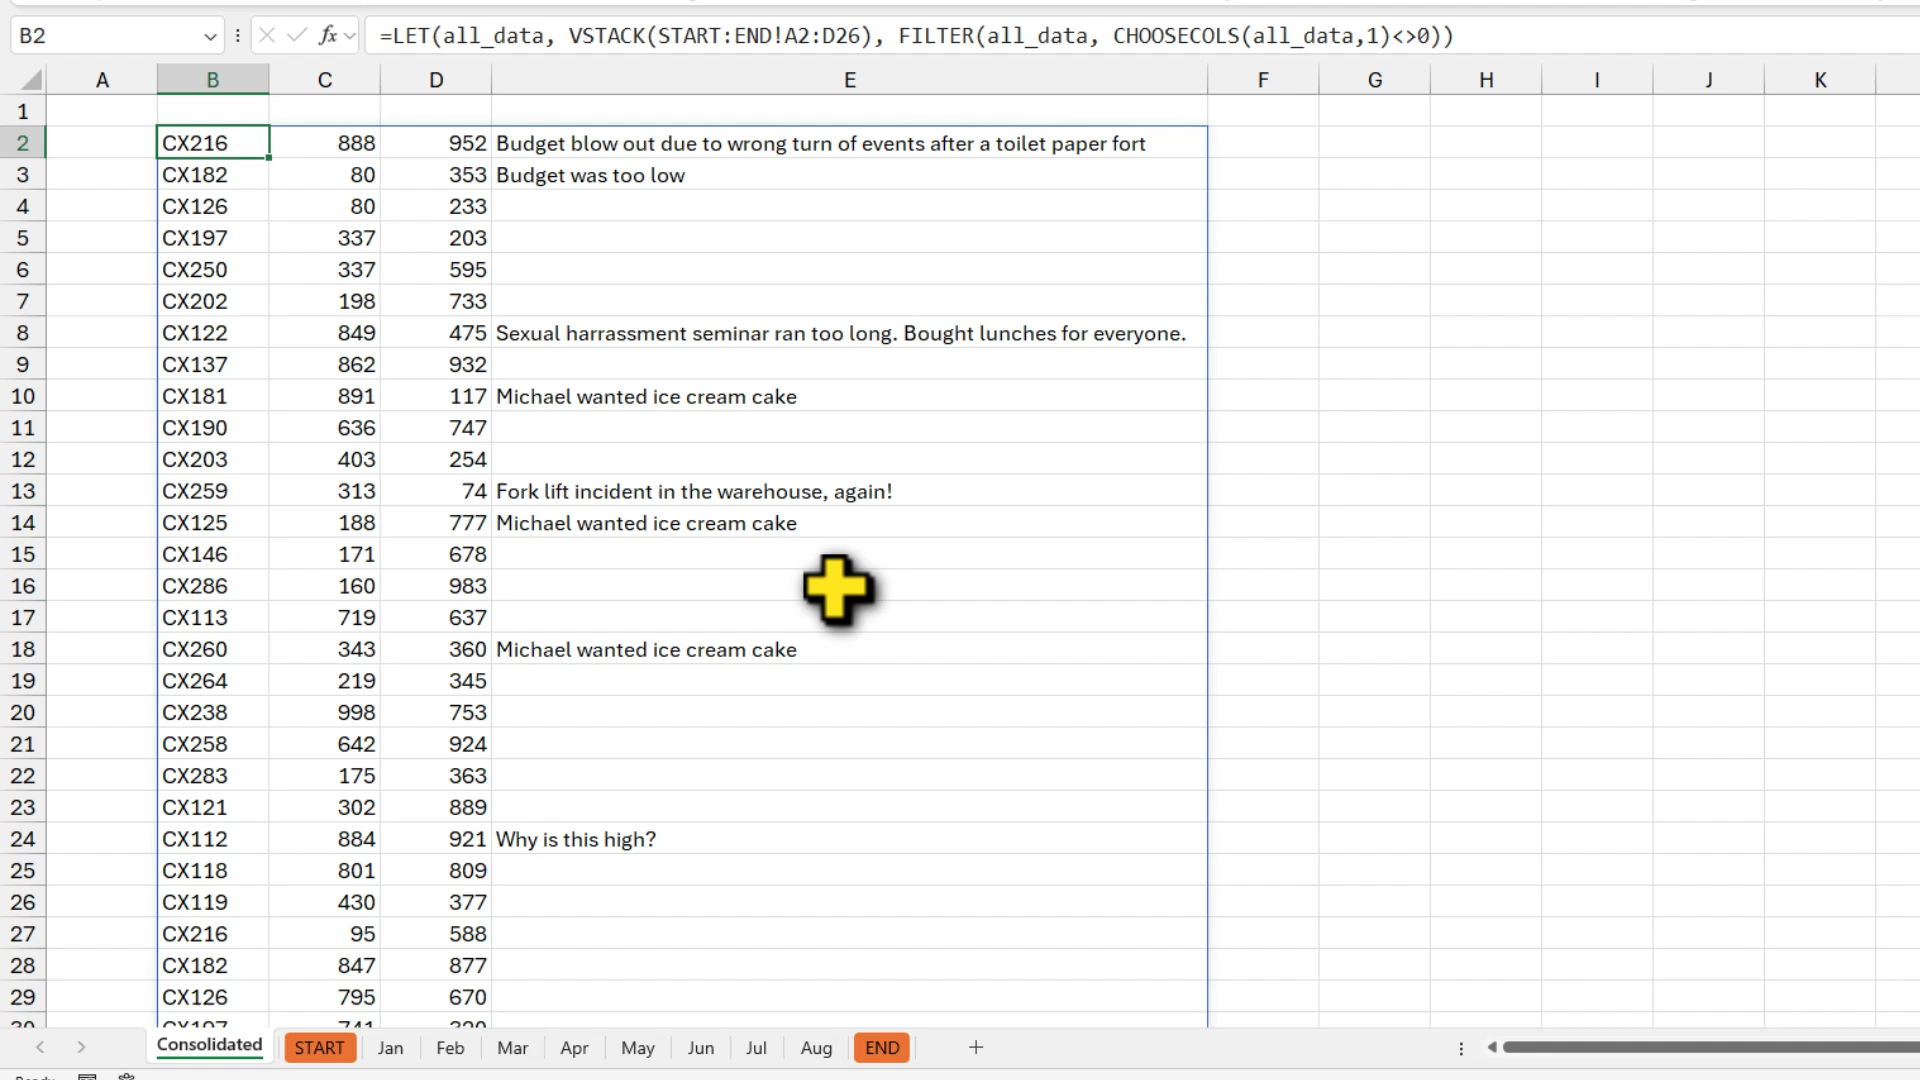 B2 fx =LET(all_data, VSTACK(START:END!A2:D26), FILTER(all_data, CHOOSECOLS(all_data,1)<>0))
A B C D E F G H I J K
1
2 CX216 888 952 Budget blow out due to wrong turn of events after a toilet paper fort
3 CX182 80 353 Budget was too low
4 CX126 80 233
5 CX197 337 203
6 CX250 337 595
7 CX202 198 733
8 CX122 849 475 Sexual harrassment seminar ran too long. Bought lunches for everyone.
9 CX137 862 932
10 CX181 891 117 Michael wanted ice cream cake
11 CX190 636 747
12 CX203 403 254
13 CX259 313 74 Fork lift incident in the warehouse, again!
14 CX125 188 777 Michael wanted ice cream cake
15 CX146 171 678
16 CX286 160 983
17 CX113 719 637
18 CX260 343 360 Michael wanted ice cream cake
19 CX264 219 345
20 CX238 998 753
21 CX258 642 924
22 CX283 175 363
23 CX121 302 889
24 CX112 884 921 Why is this high?
25 CX118 801 809
26 CX119 430 377
27 CX216 95 588
28 CX182 847 877
29 CX126 795 670
30 CX197 741 320
Consolidated START Jan Feb Mar Apr May Jun Jul Aug END +
Ready